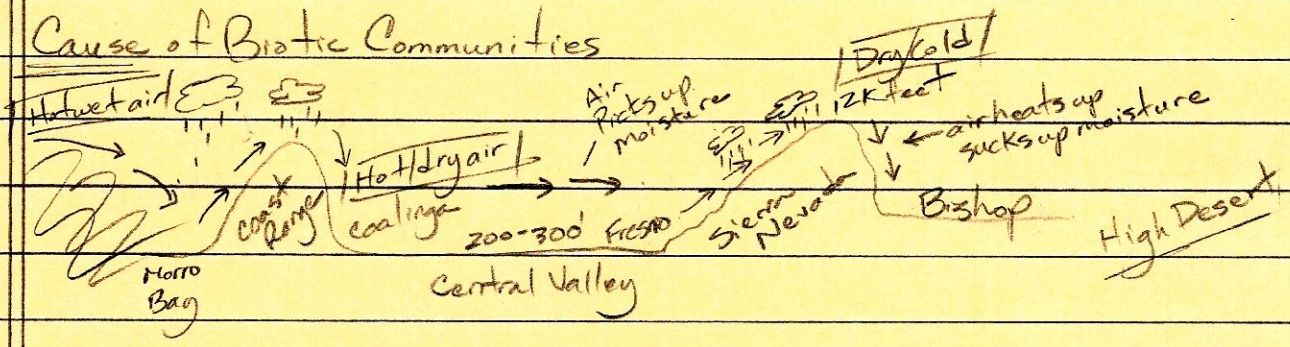 Cause of Biotic Communities
Hot wet air
Dry/Cold
12K feet
Air
Picks up
moisture
← air heats up
sucks up moisture
Hot/dry air
Coast
Range
Coalinga
200-300'
Fresno
Sierra
Nevada
Bishop
High Desert
Morro
Bay
Central Valley